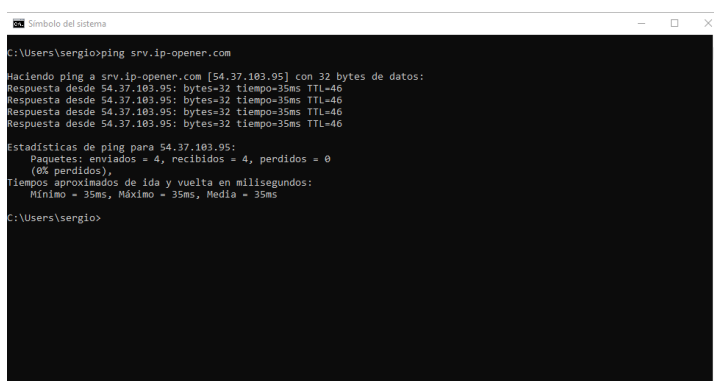 Símbolo del sistema
C:\Users\sergio>ping srv.ip-opener.com
Haciendo ping a srv.ip-opener.com [54.37.103.95] con 32 bytes de datos:
Respuesta desde 54.37.103.95: bytes=32 tiempo=35ms TTL=46
Respuesta desde 54.37.103.95: bytes=32 tiempo=35ms TTL=46
Respuesta desde 54.37.103.95: bytes=32 tiempo=35ms TTL=46
Respuesta desde 54.37.103.95: bytes=32 tiempo=35ms TTL=46
Estadísticas de ping para 54.37.103.95:
    Paquetes: enviados = 4, recibidos = 4, perdidos = 0
    (0% perdidos),
Tiempos aproximados de ida y vuelta en milisegundos:
    Mínimo = 35ms, Máximo = 35ms, Media = 35ms
C:\Users\sergio>